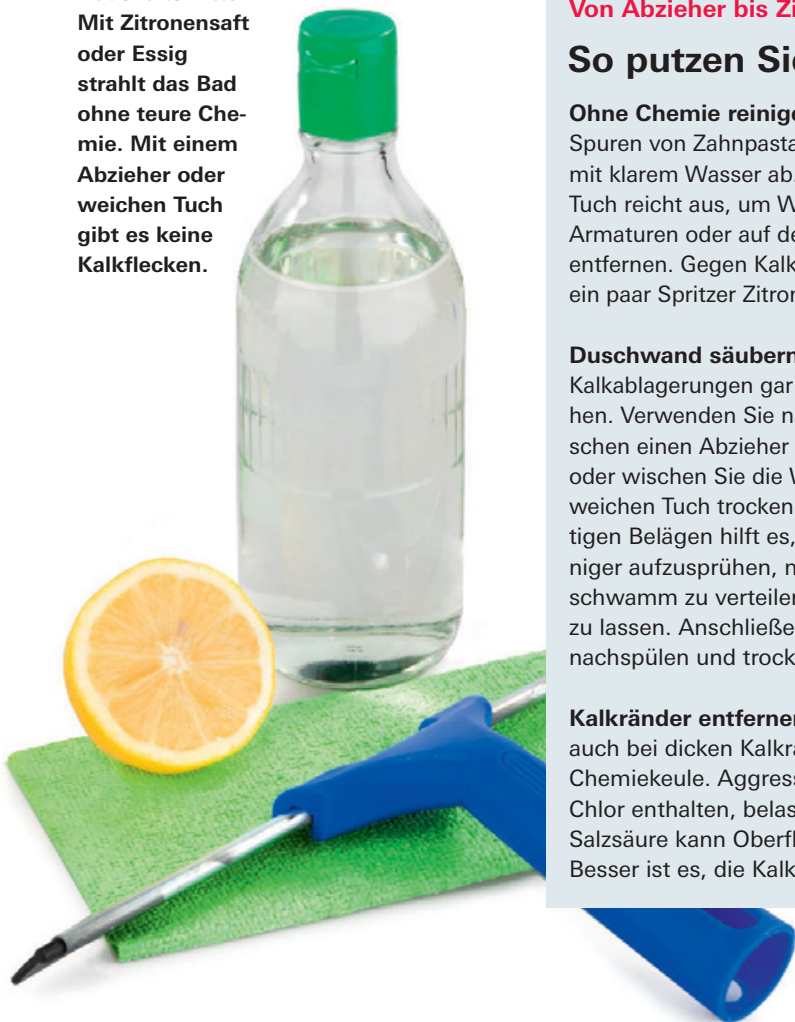 Mit Zitronensaft
oder Essig
strahlt das Bad
ohne teure Che-
mie. Mit einem
Abzieher oder
weichen Tuch
gibt es keine
Kalkflecken.
Von Abzieher bis Zi
So putzen Sie
Ohne Chemie reinige
Spuren von Zahnpasta
mit klarem Wasser ab.
Tuch reicht aus, um W
Armaturen oder auf de
entfernen. Gegen Kalk
ein paar Spritzer Zitron
Duschwand säubern
Kalkablagerungen gar
hen. Verwenden Sie n
schen einen Abzieher
oder wischen Sie die W
weichen Tuch trocken
tigen Belägen hilft es,
niger aufzusprühen, n
schwamm zu verteilen
zu lassen. Anschließe
nachspülen und trock
Kalkränder entfernen
auch bei dicken Kalkra
Chemiekeule. Aggress
Chlor enthalten, belas
Salzsäure kann Oberfl
Besser ist es, die Kalk